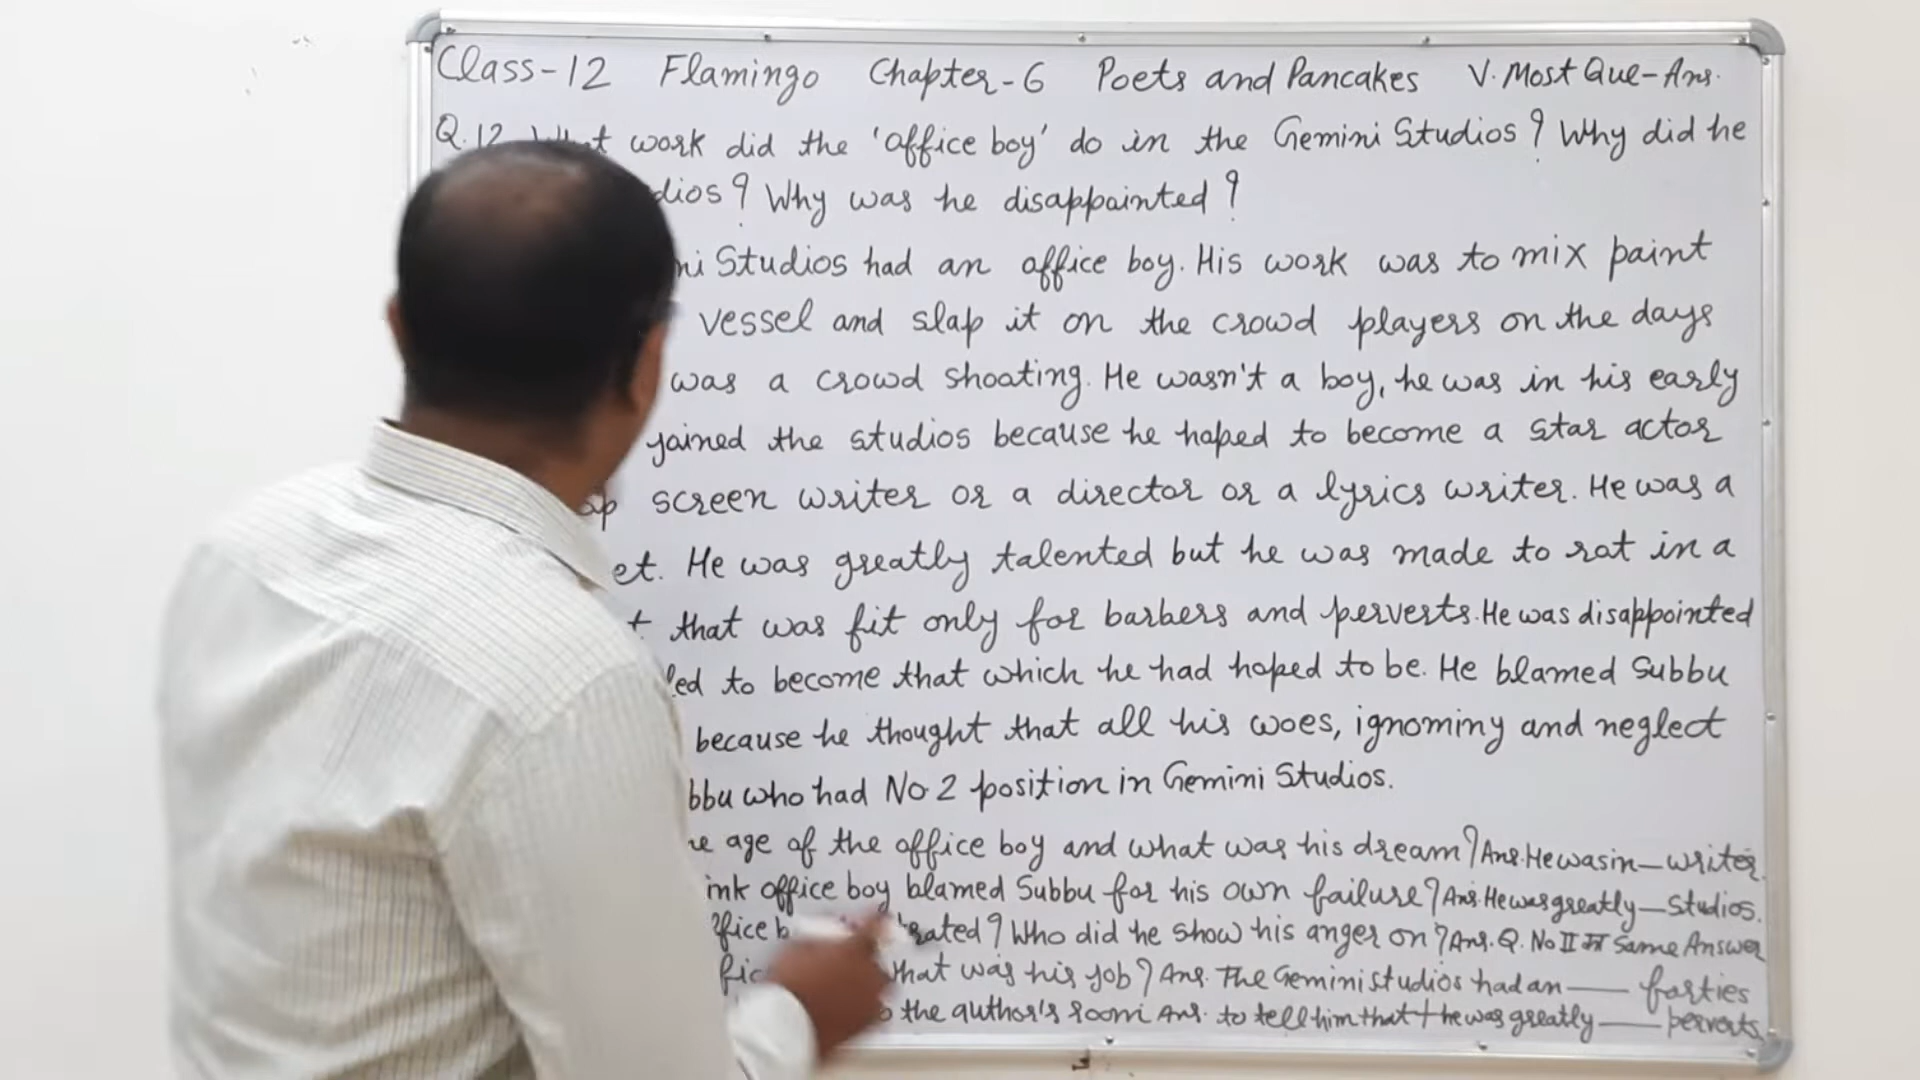 Class-12 Flamingo Chapter-6 Poets and Pancakes V. Most Que-Ans.
Q.12 What work did the 'office boy' do in the Gemini Studios? Why did he
dios? Why was he disappointed?
ni Studios had an office boy. His work was to mix paint
vessel and slap it on the crowd players on the days
was a crowd shooting. He wasn't a boy, he was in his early
joined the studios because he hoped to become a star actor
op screen writer or a director or a lyrics writer. He was a
et. He was greatly talented but he was made to rot in a
t that was fit only for barbers and perverts. He was disappointed
led to become that which he had hoped to be. He blamed Subbu
because he thought that all his woes, ignominy and neglect
bbu who had No.2 position in Gemini Studios.
age of the office boy and what was his dream? Ans. He was in — writer.
ink office boy blamed Subbu for his own failure? Ans. He was greatly — Studios.
ffice b rated? Who did he show his anger on? Ans. Q. No II का Same Answer
fic what was his job? Ans. The Gemini studios had an — forties
the author's room Ans. to tell him that he was greatly — perverts.